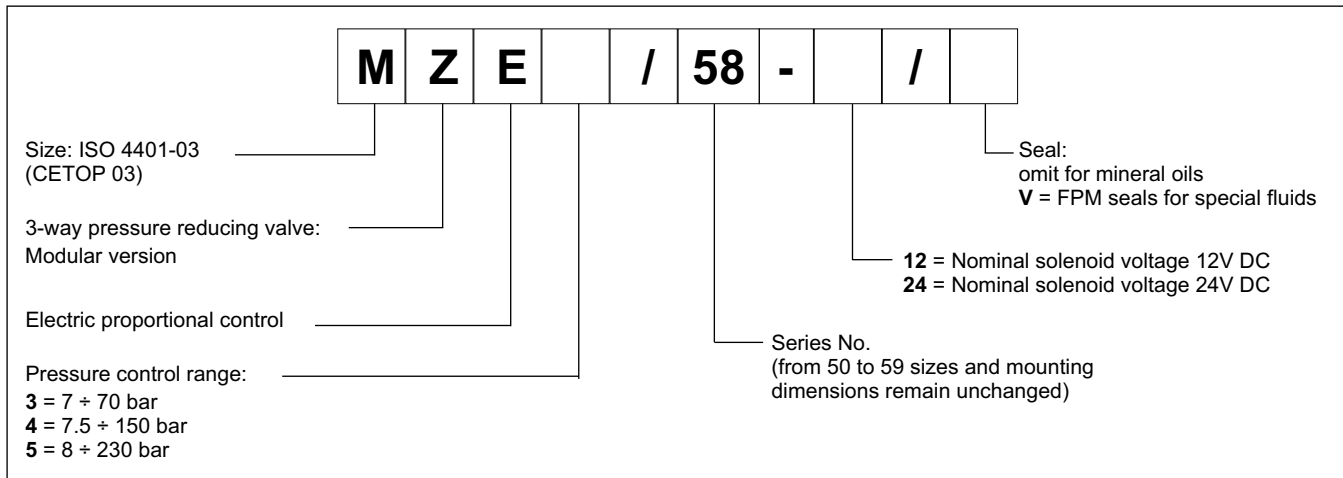 M Z E / 58 - /
Size: ISO 4401-03
(CETOP 03)
3-way pressure reducing valve:
Modular version
Electric proportional control
Pressure control range:
3 = 7 ÷ 70 bar
4 = 7.5 ÷ 150 bar
5 = 8 ÷ 230 bar
Series No.
(from 50 to 59 sizes and mounting
dimensions remain unchanged)
12 = Nominal solenoid voltage 12V DC
24 = Nominal solenoid voltage 24V DC
Seal:
omit for mineral oils
V = FPM seals for special fluids